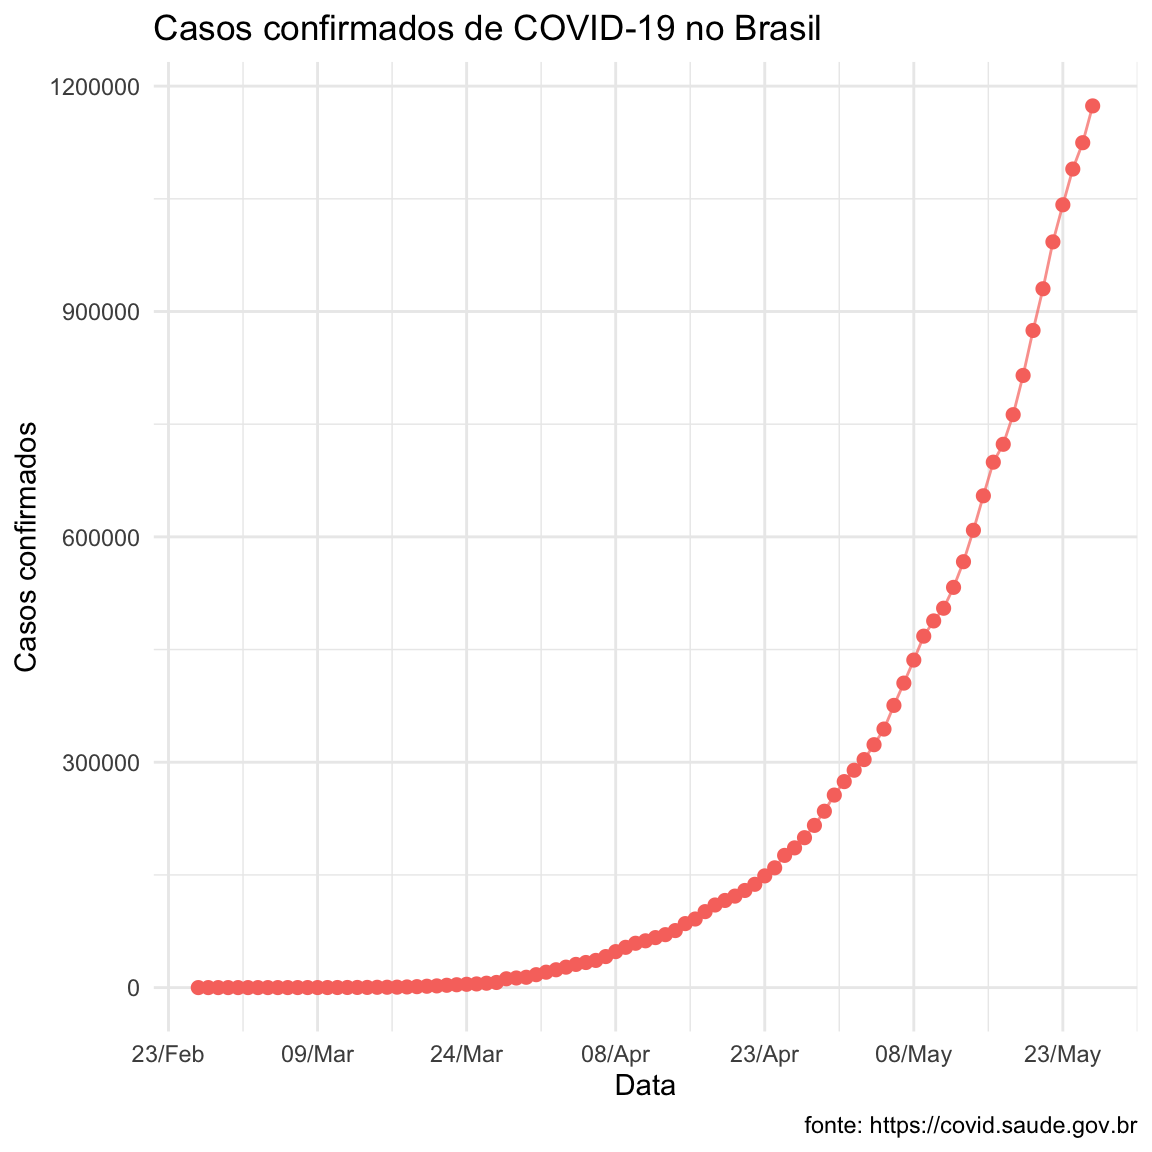 Casos confirmados de COVID-19 no Brasil
Casos confirmados
1200000
900000
600000
300000
0
23/Feb 09/Mar 24/Mar 08/Apr 23/Apr 08/May 23/May
Data
fonte: https://covid.saude.gov.br